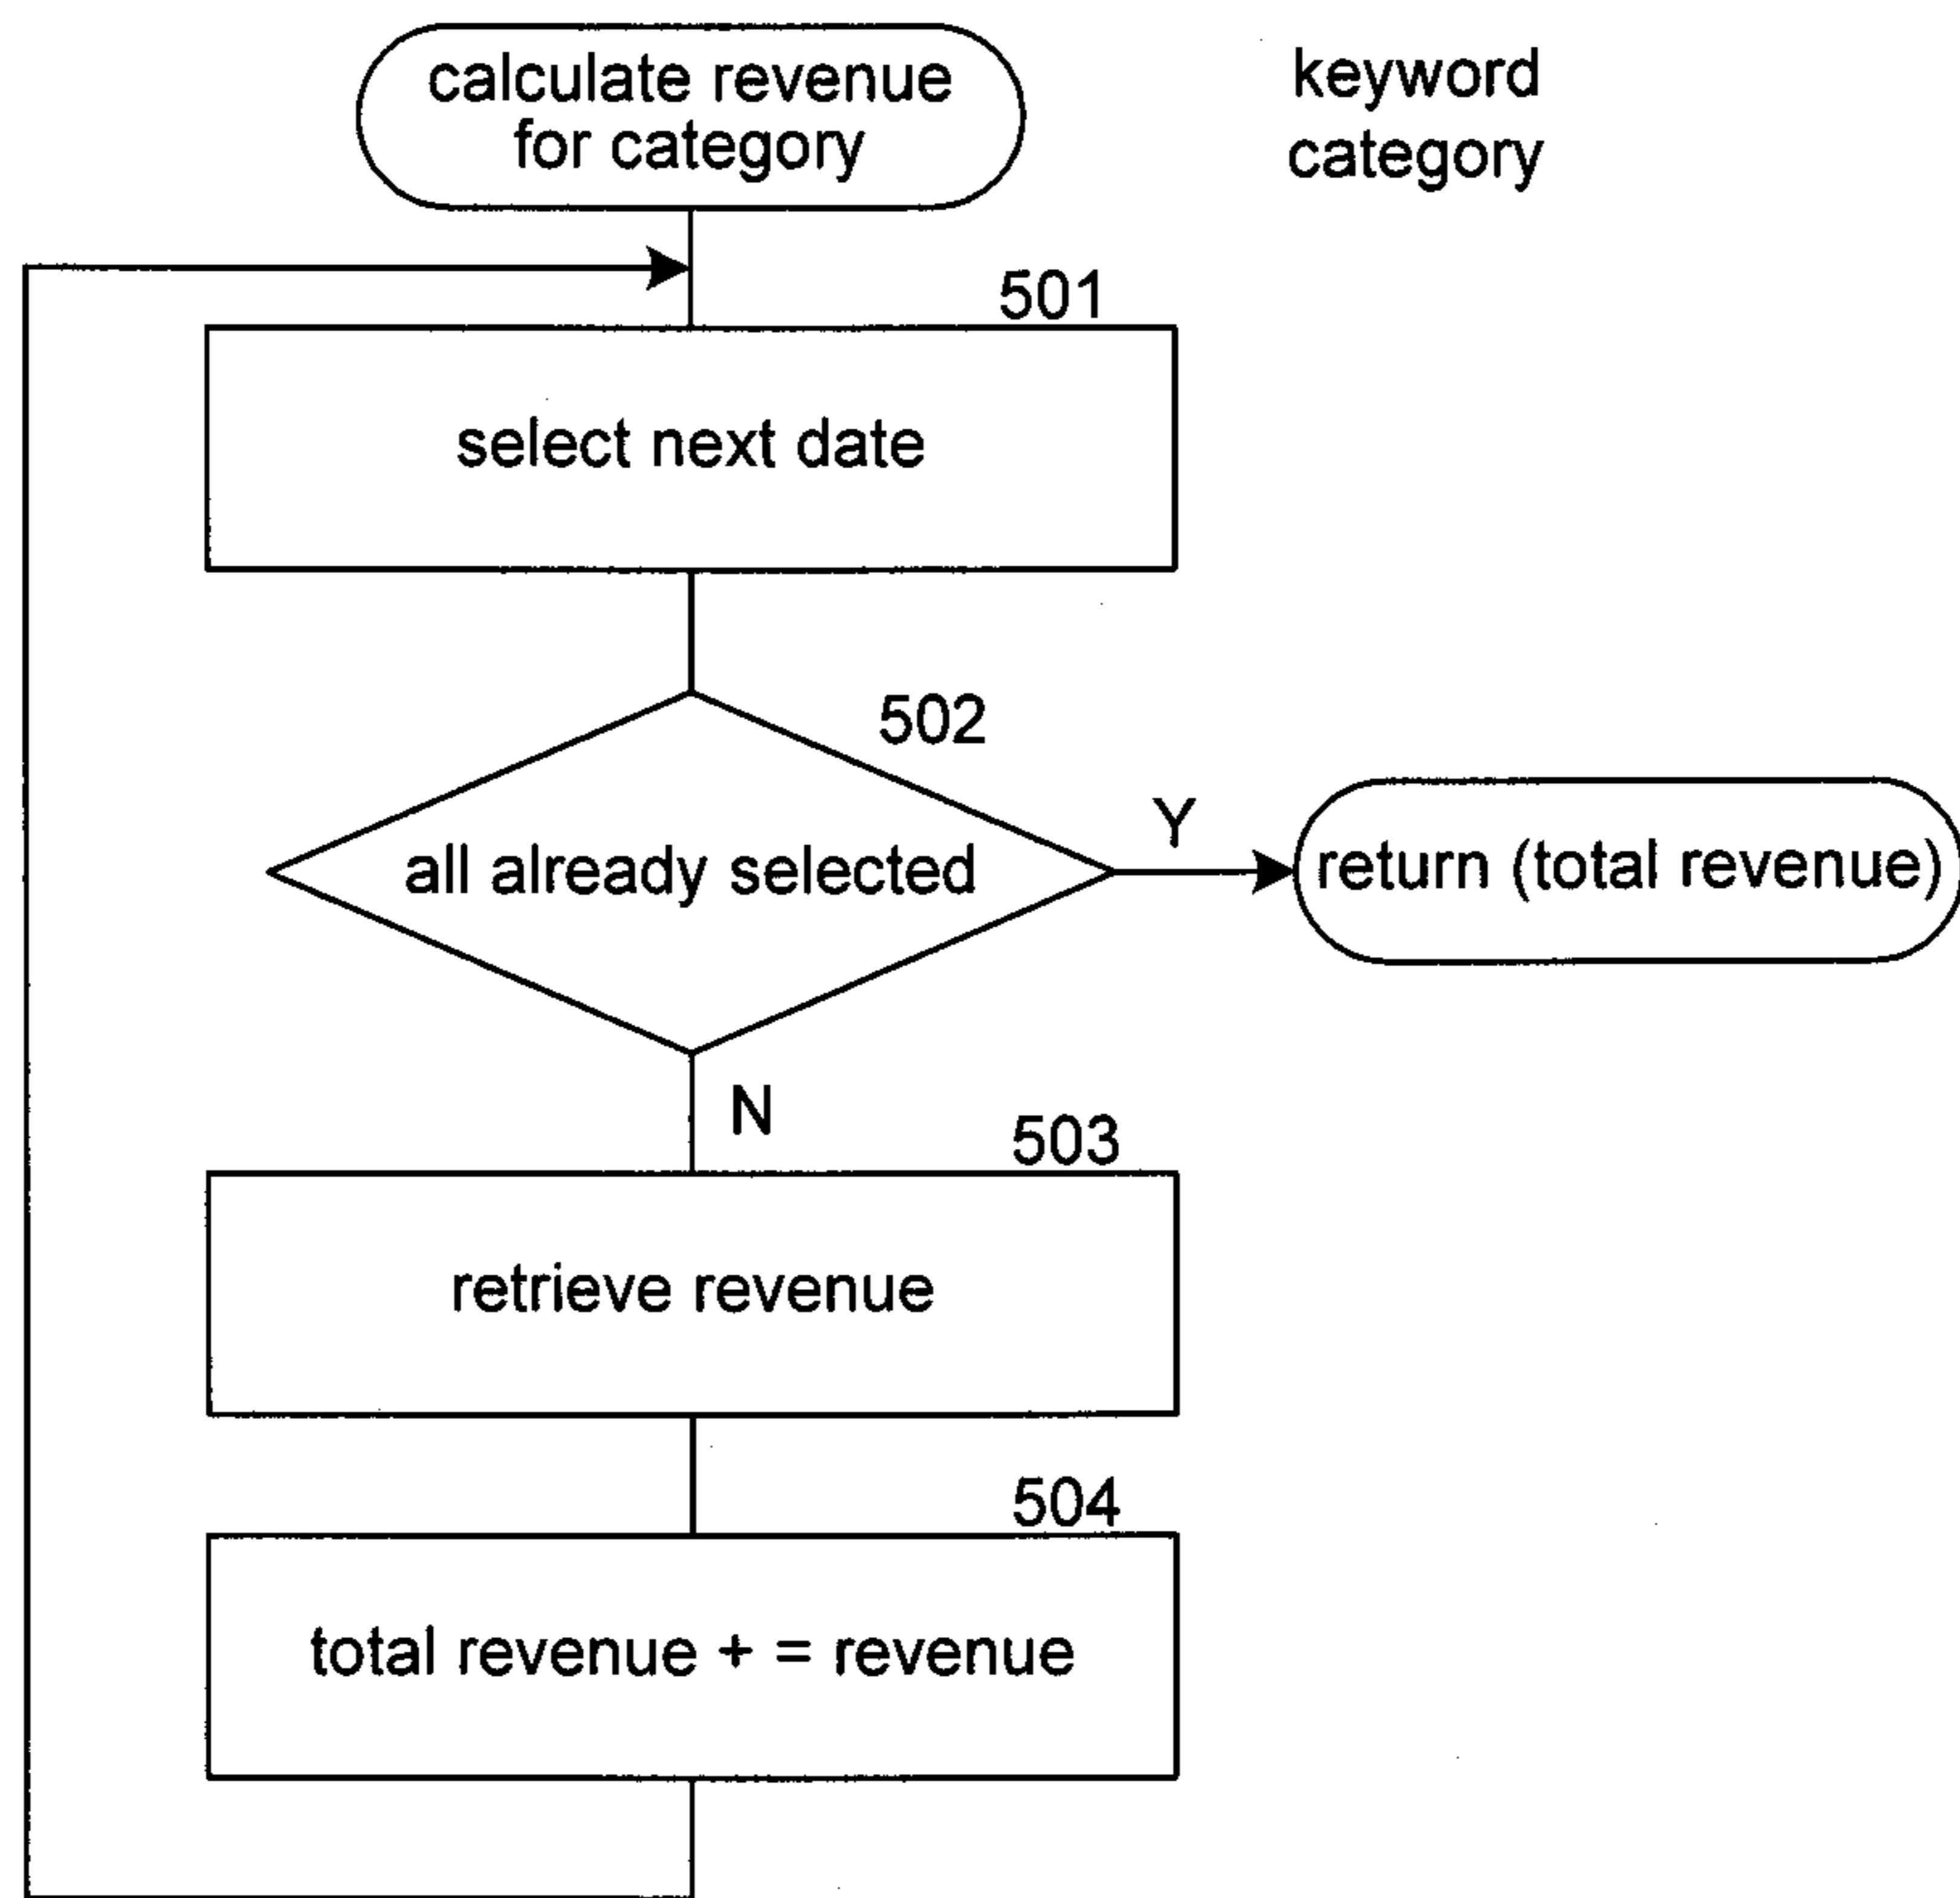 calculate revenue
for category
keyword
category
501
select next date
502
all already selected
Y
return (total revenue)
N
503
retrieve revenue
504
total revenue + = revenue